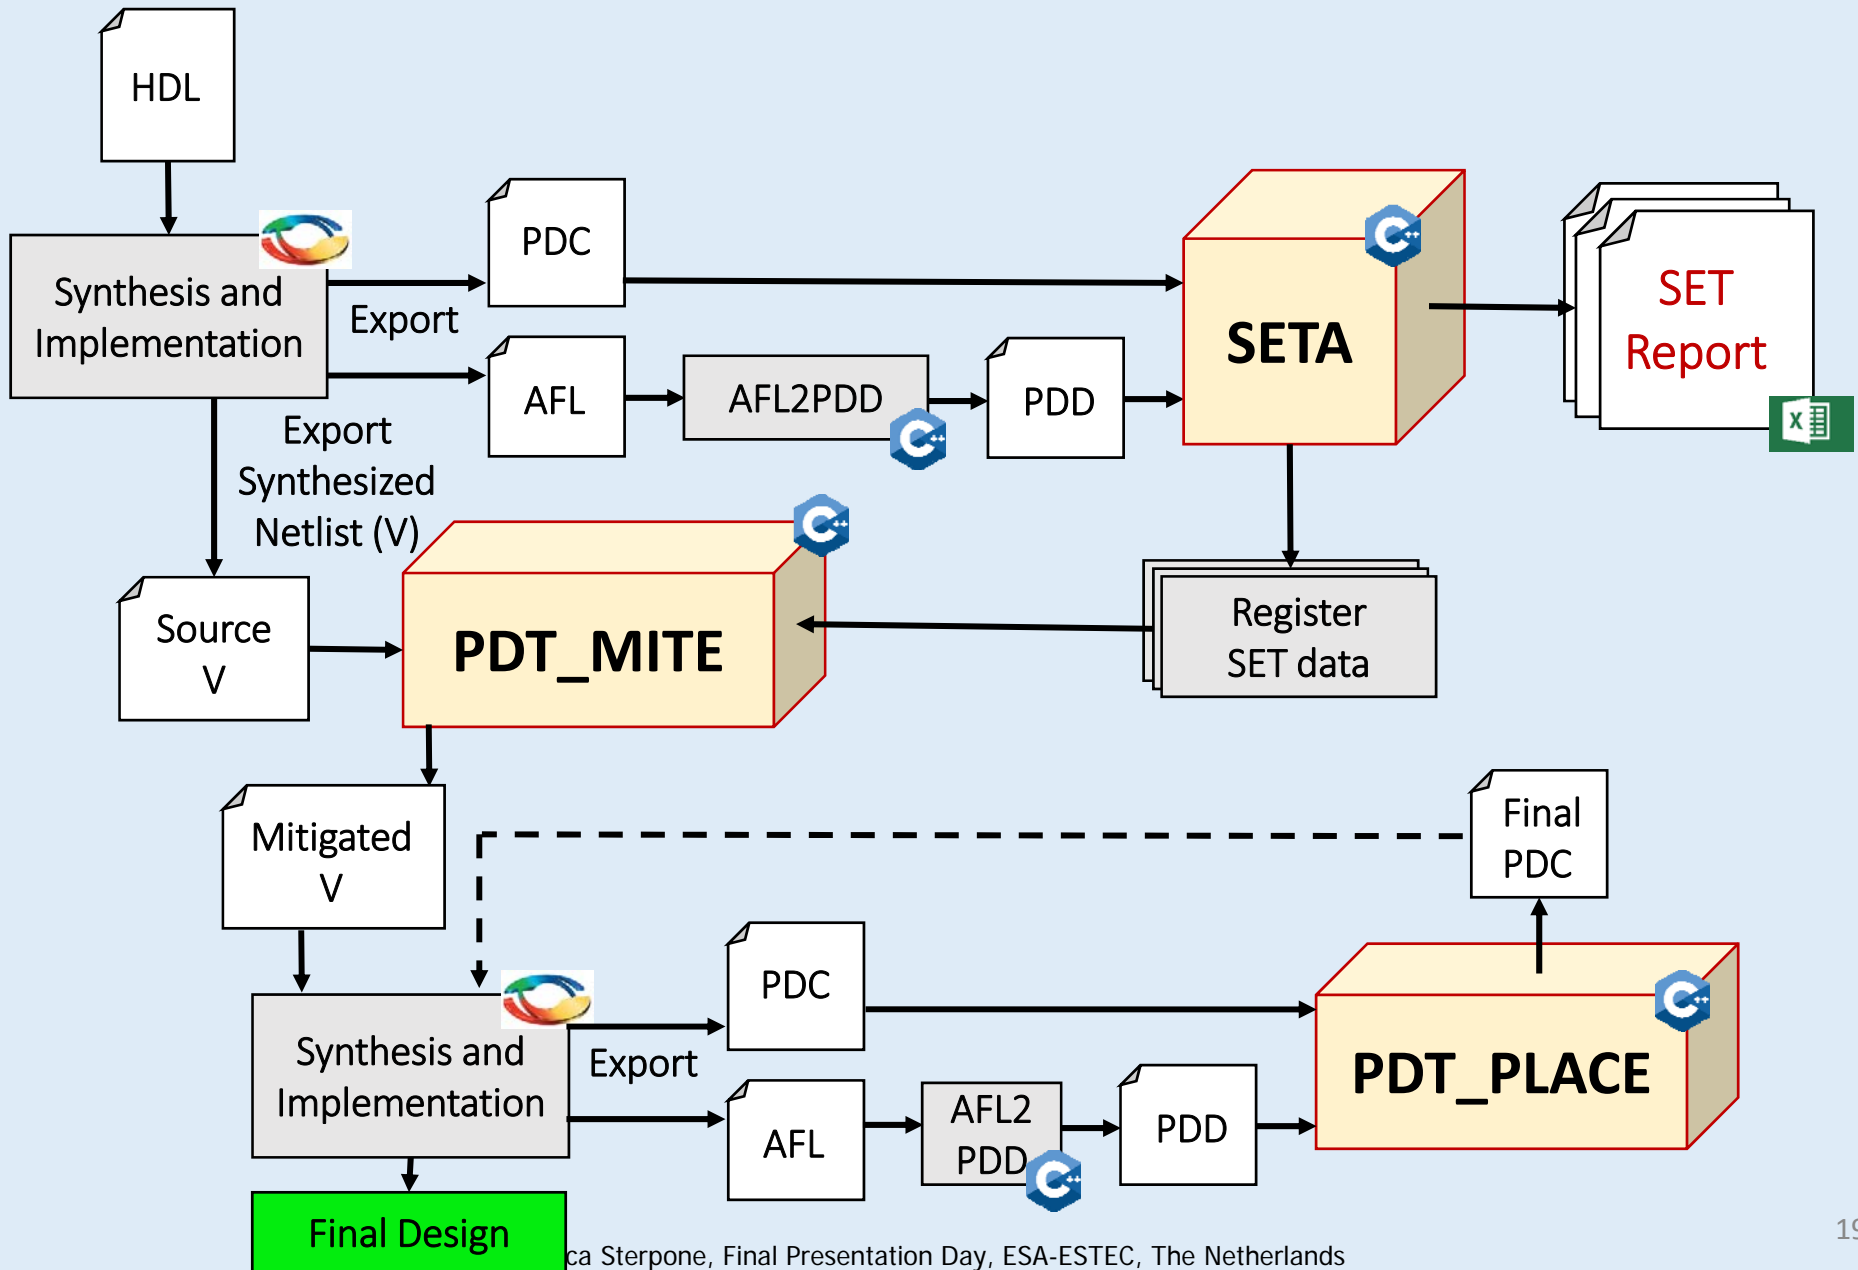 HDL
Synthesis and
Implementation
Export
PDC
AFL
AFL2PDD
PDD
SETA
SET
Report
Export
Synthesized
Netlist (V)
Source
V
PDT_MITE
Register
SET data
Mitigated
V
Final
PDC
Synthesis and
Implementation
Export
PDC
AFL
AFL2
PDD
PDD
PDT_PLACE
Final Design
ca Sterpone, Final Presentation Day, ESA-ESTEC, The Netherlands
19